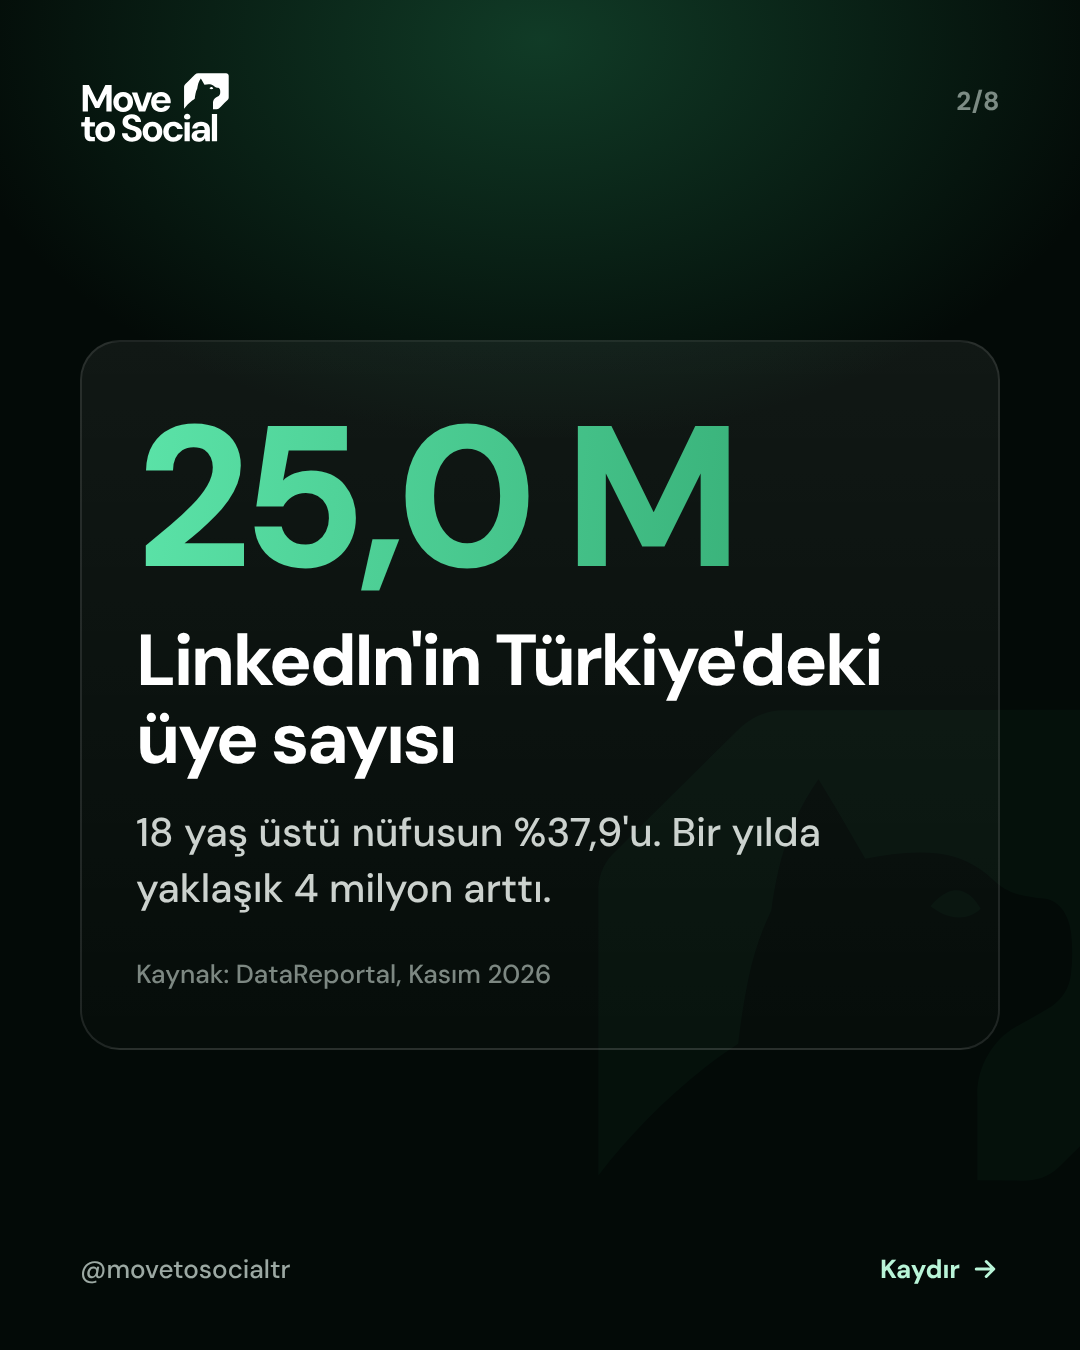 Move
to Social
2/8
25,0 M
LinkedIn'in Türkiye'deki
üye sayısı
18 yaş üstü nüfusun %37,9'u. Bir yılda
yaklaşık 4 milyon arttı.
Kaynak: DataReportal, Kasım 2026
@movetosocialtr
Kaydır →